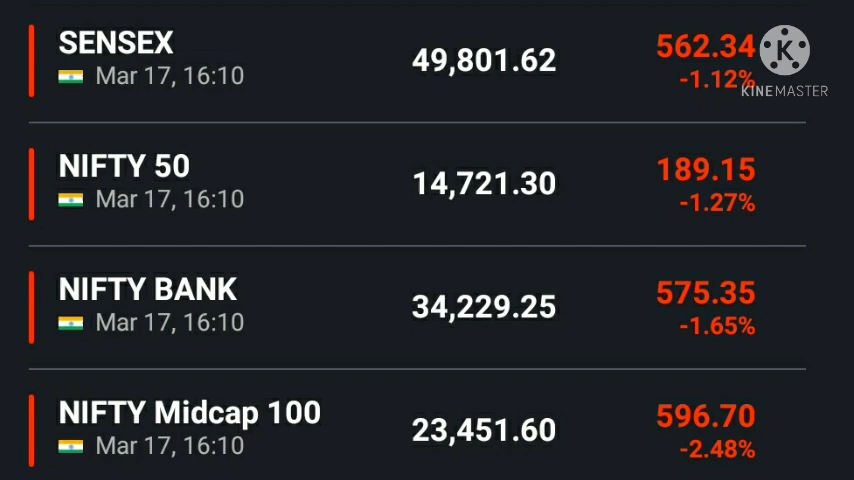 SENSEX
49,801.62
562.34
Mar 17, 16:10
-1.12%
K
KINEMASTER
NIFTY 50
14,721.30
189.15
Mar 17, 16:10
-1.27%
NIFTY BANK
34,229.25
575.35
Mar 17, 16:10
-1.65%
NIFTY Midcap 100
23,451.60
596.70
Mar 17, 16:10
-2.48%